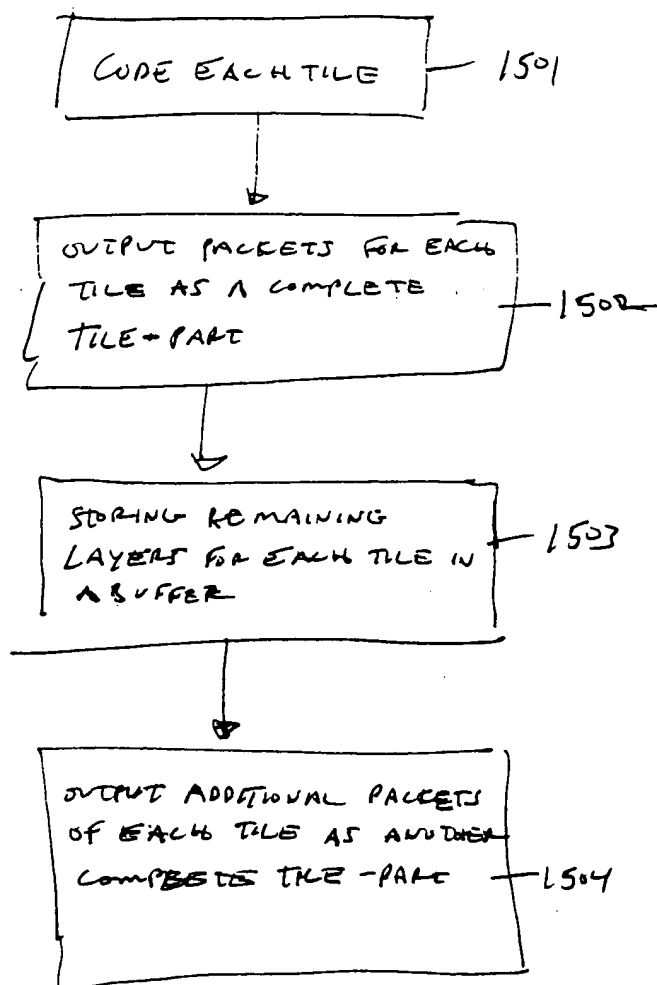 CODE EACH TILE
1501
OUTPUT PACKETS FOR EACH
TILE AS A COMPLETE
TILE-PART
1502
STORING REMAINING
LAYERS FOR EACH TILE IN
A BUFFER
1503
OUTPUT ADDITIONAL PACKETS
OF EACH TILE AS ANOTHER
COMPLETE TILE-PART
1504